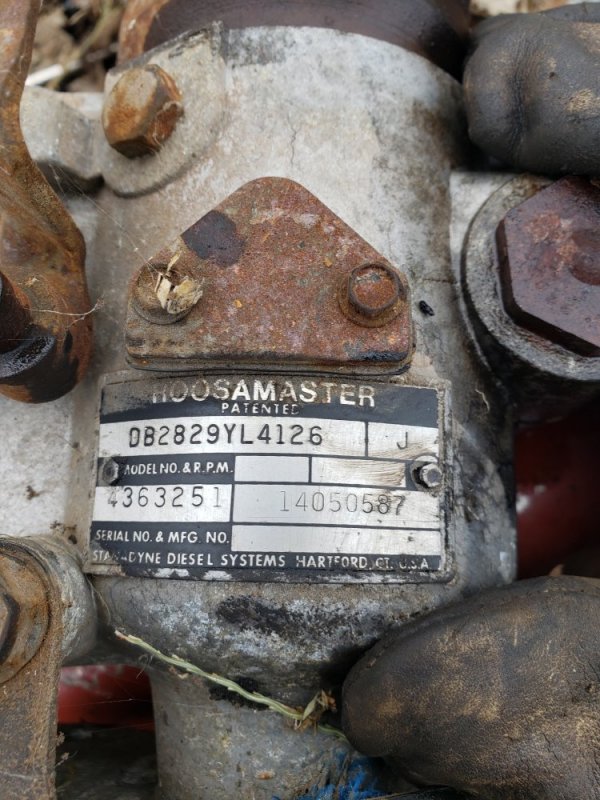 ROOSAMASTER
PATENTED
DB2829YL4126 J
MODEL NO. & R.P.M.
4363251 14050587
SERIAL NO. & MFG. NO.
STANADYNE DIESEL SYSTEMS HARTFORD, CT. U.S.A